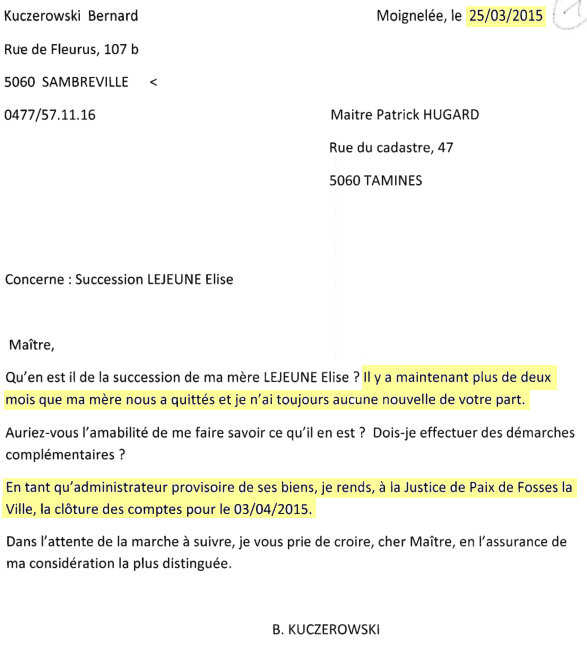 Kuczerowski Bernard
Moignelée, le 25/03/2015
1
Rue de Fleurus, 107 b
5060 SAMBREVILLE <
0477/57.11.16
Maitre Patrick HUGARD
Rue du cadastre, 47
5060 TAMINES
Concerne : Succession LEJEUNE Elise
Maître,
Qu'en est il de la succession de ma mère LEJEUNE Elise ? Il y a maintenant plus de deux
mois que ma mère nous a quittés et je n'ai toujours aucune nouvelle de votre part.
Auriez-vous l'amabilité de me faire savoir ce qu'il en est ? Dois-je effectuer des démarches
complémentaires ?
En tant qu'administrateur provisoire de ses biens, je rends, à la Justice de Paix de Fosses la
Ville, la clôture des comptes pour le 03/04/2015.
Dans l'attente de la marche à suivre, je vous prie de croire, cher Maître, en l'assurance de
ma considération la plus distinguée.
B. KUCZEROWSKI